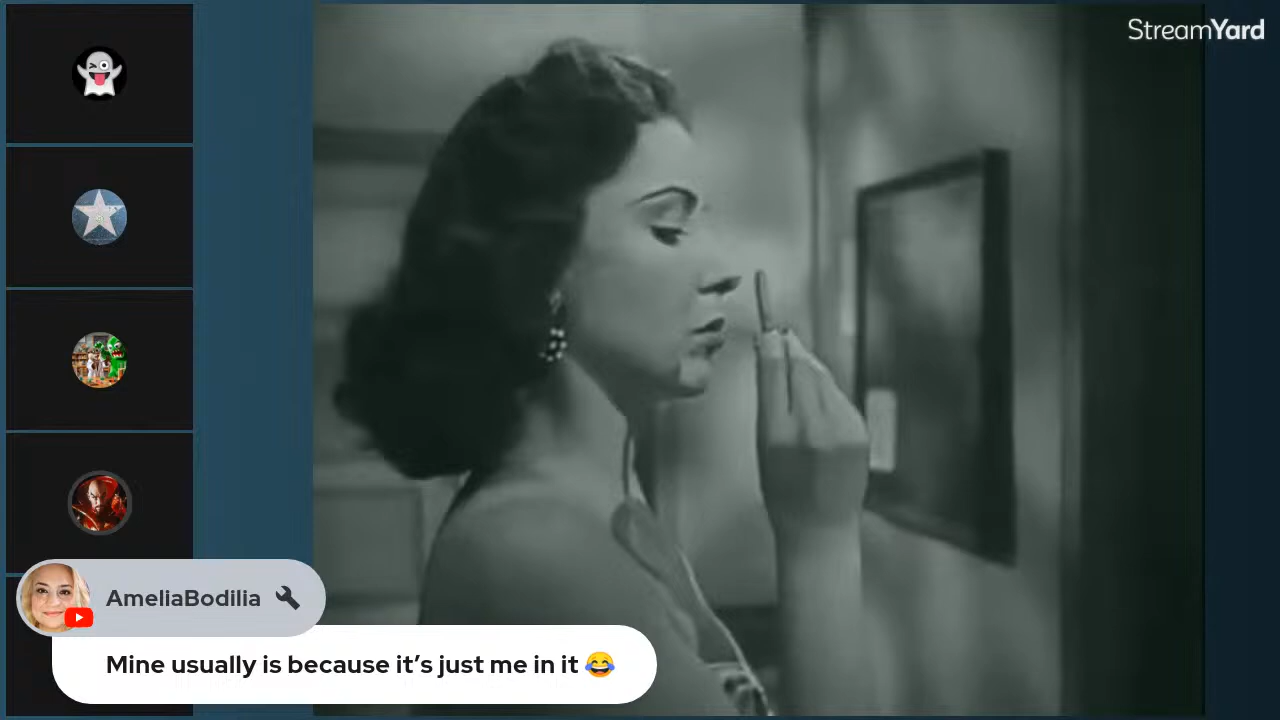 StreamYard
AmeliaBodilia
Mine usually is because it’s just me in it 😂